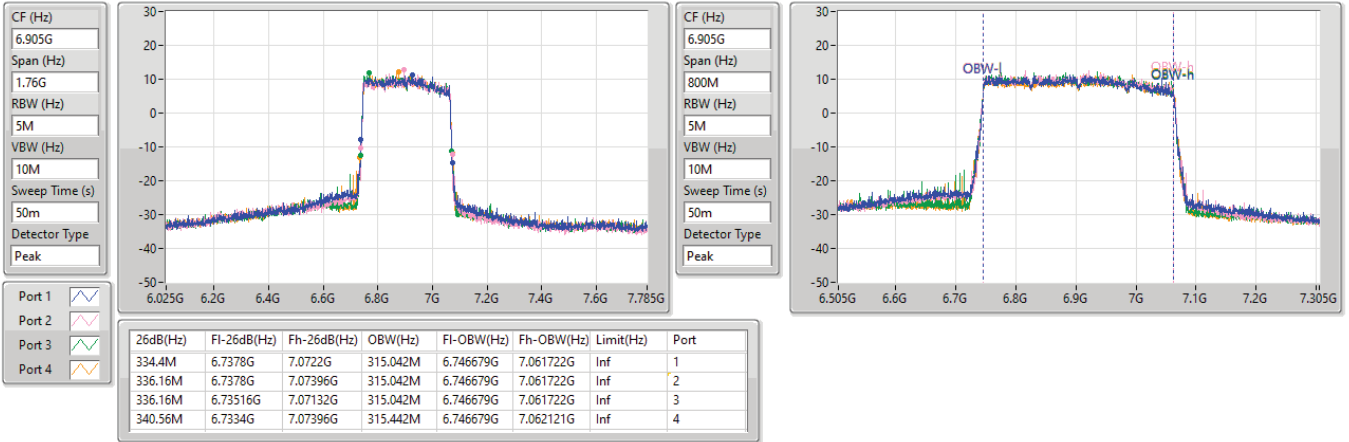 CF (Hz)
6.905G
Span (Hz)
1.76G
RBW (Hz)
5M
VBW (Hz)
10M
Sweep Time (s)
50m
Detector Type
Peak
30
20
10
0
-10
-20
-30
-40
-50
6.025G 6.2G 6.4G 6.6G 6.8G 7G 7.2G 7.4G 7.6G 7.785G
CF (Hz)
6.905G
Span (Hz)
800M
RBW (Hz)
5M
VBW (Hz)
10M
Sweep Time (s)
50m
Detector Type
Peak
30
20
10
0
-10
-20
-30
-40
-50
OBW-l
OBW-h
OBW-h
6.505G 6.6G 6.7G 6.8G 6.9G 7G 7.1G 7.2G 7.305G
Port 1
Port 2
Port 3
Port 4
26dB(Hz) Fl-26dB(Hz) Fh-26dB(Hz) OBW(Hz) Fl-OBW(Hz) Fh-OBW(Hz) Limit(Hz) Port
334.4M 6.7378G 7.0722G 315.042M 6.746679G 7.061722G Inf 1
336.16M 6.7378G 7.07396G 315.042M 6.746679G 7.061722G Inf 2
336.16M 6.73516G 7.07132G 315.042M 6.746679G 7.061722G Inf 3
340.56M 6.7334G 7.07396G 315.442M 6.746679G 7.062121G Inf 4